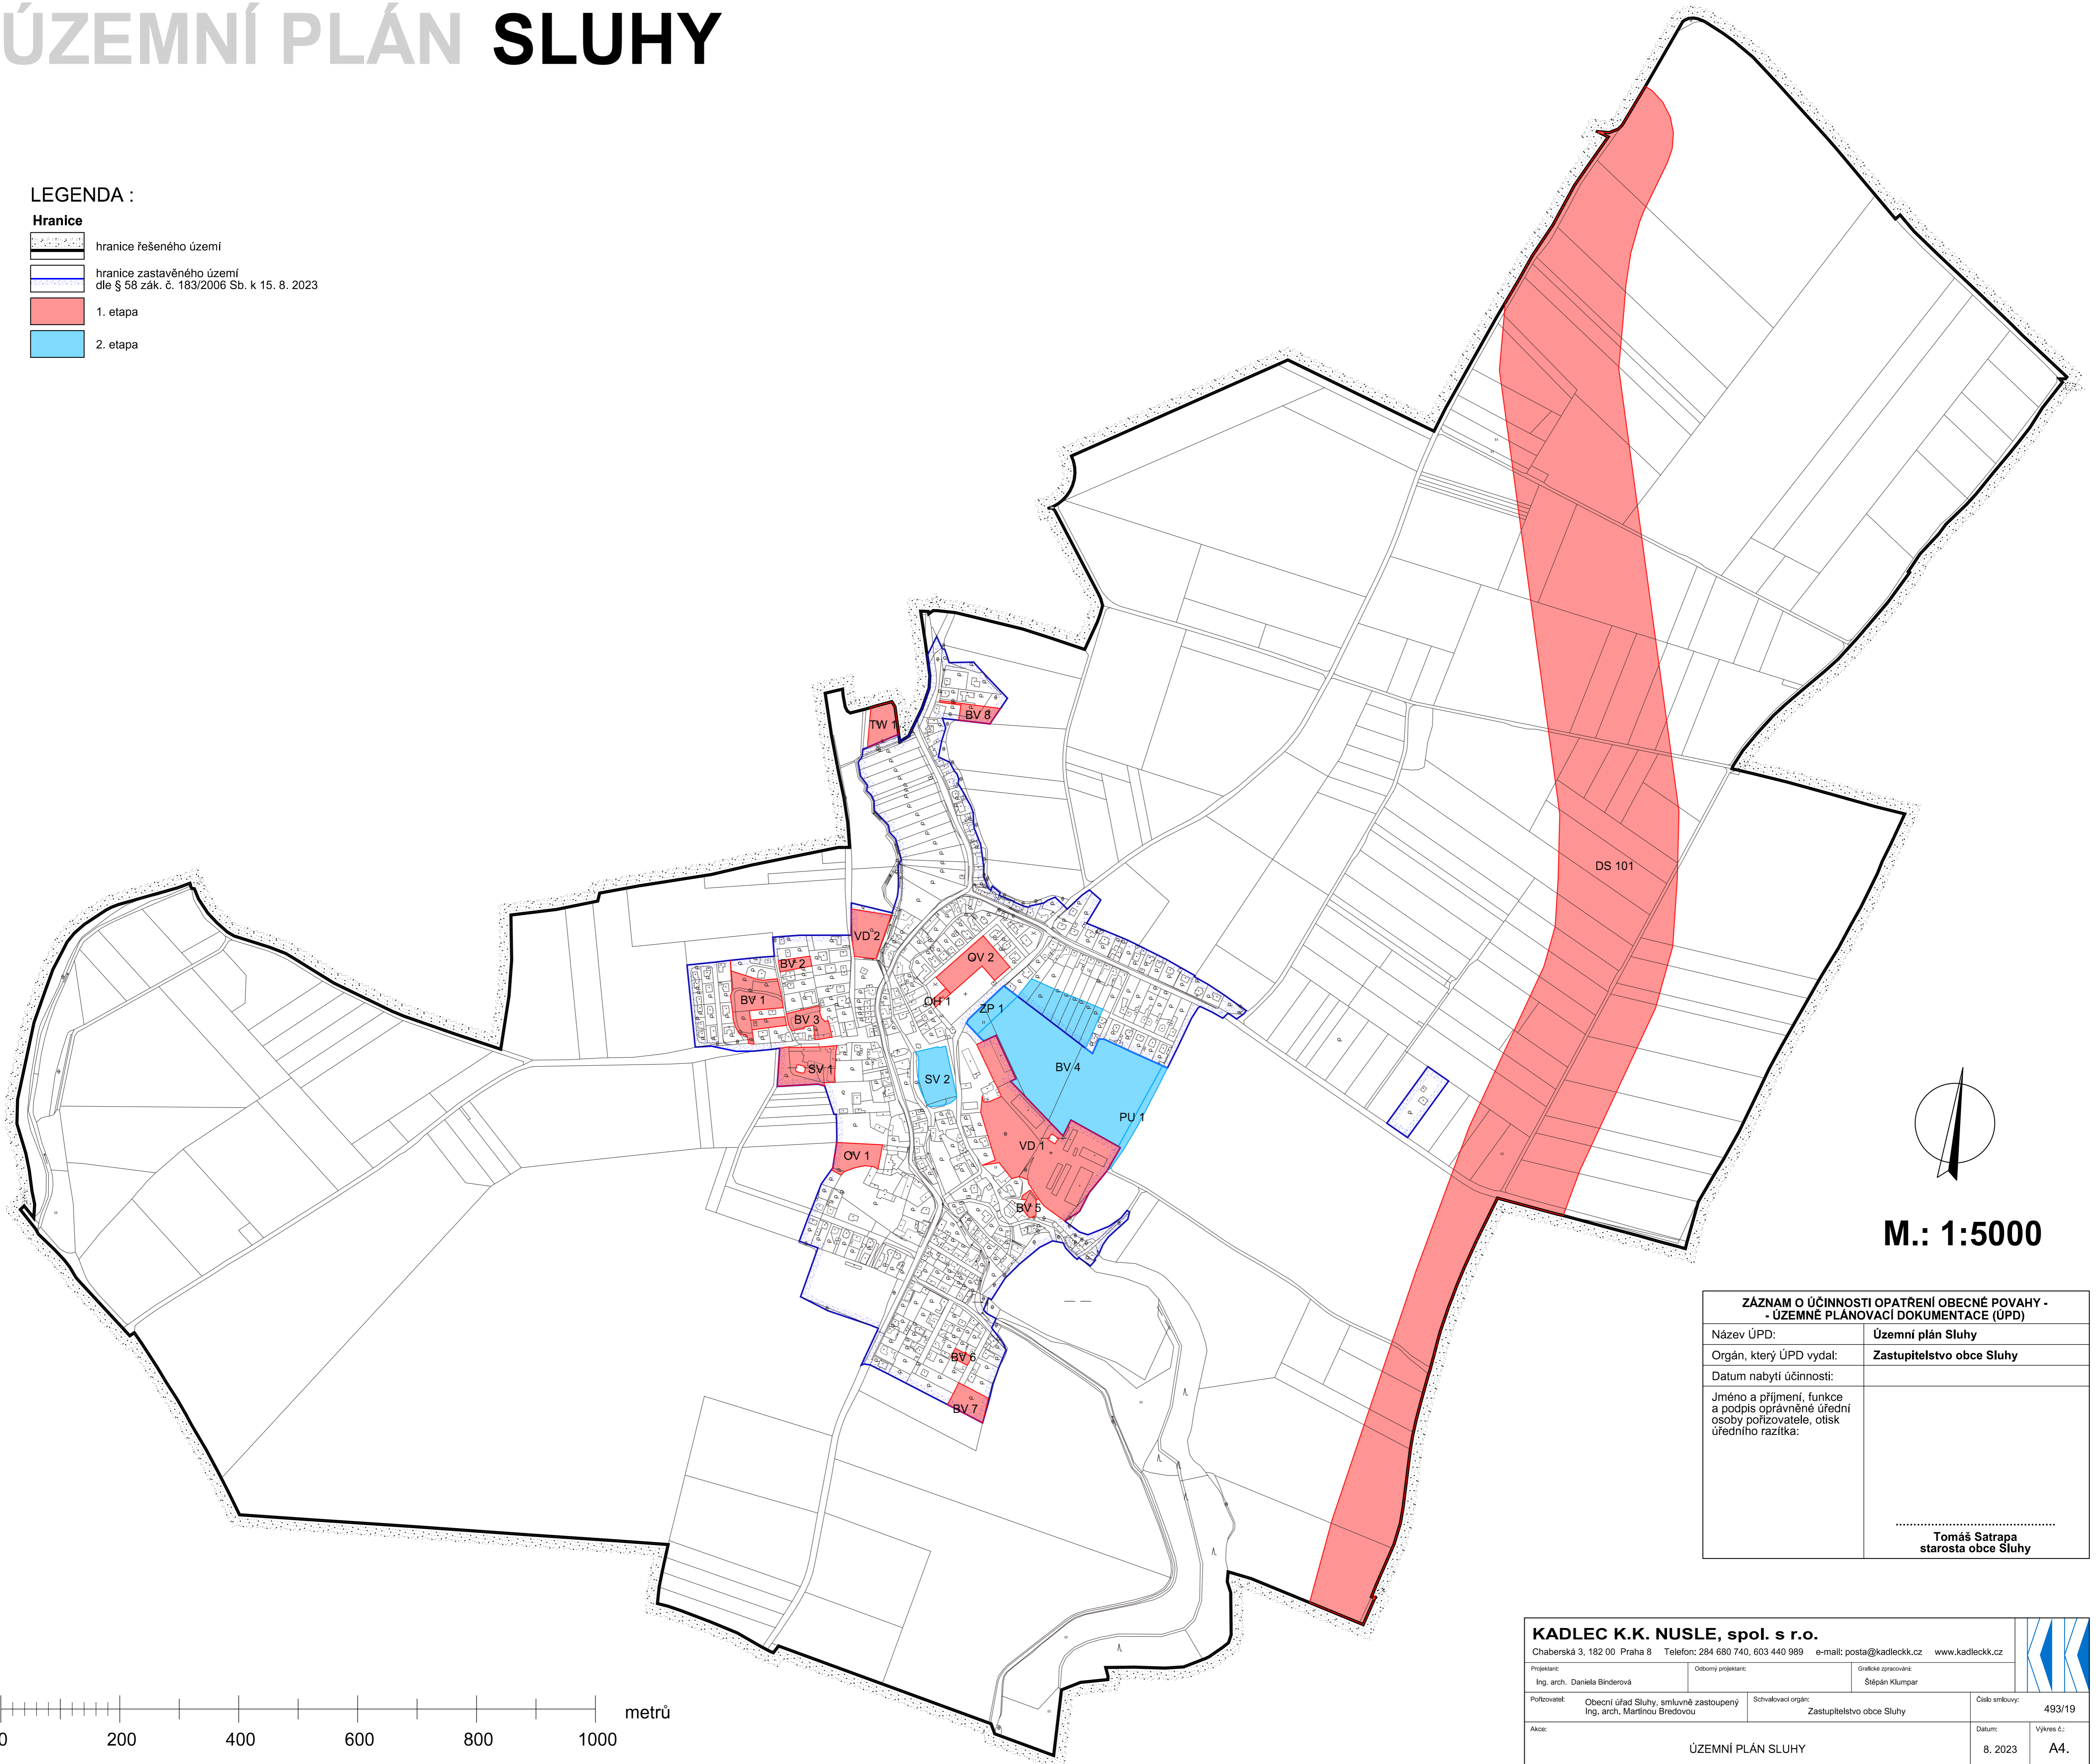 ÚZEMNÍ PLÁN SLUHY
LEGENDA :
Hranice
hranice řešeného území
hranice zastavěného území
dle § 58 zák. č. 183/2006 Sb. k 15. 8. 2023
1. etapa
2. etapa
TW 1
BV 8
DS 101
VD 2
BV 2
OV 2
BV 1
OH 1
ZP 1
BV 3
SV 1
SV 2
BV 4
PU 1
VD 1
OV 1
BV 5
BV 6
BV 7
M.: 1:5000
ZÁZNAM O ÚČINNOSTI OPATŘENÍ OBECNÉ POVAHY -
- ÚZEMNĚ PLÁNOVACÍ DOKUMENTACE (ÚPD)
Název ÚPD: Územní plán Sluhy
Orgán, který ÚPD vydal: Zastupitelstvo obce Sluhy
Datum nabytí účinnosti:
Jméno a příjmení, funkce
a podpis oprávněné úřední
osoby pořizovatele, otisk
úředního razítka:
Tomáš Satrapa
starosta obce Sluhy
KADLEC K.K. NUSLE, spol. s r.o.
Chaberská 3, 182 00 Praha 8 Telefon: 284 680 740, 603 440 989 e-mail: posta@kadleckk.cz www.kadleckk.cz
Projektant: Odborný projektant: Grafické zpracování:
Ing. arch. Daniela Binderová Štěpán Klumpar
Pořizovatel: Obecní úřad Sluhy, smluvně zastoupený
Ing, arch, Martinou Bredovou
Schvalovací orgán:
Zastupitelstvo obce Sluhy
Číslo smlouvy:
493/19
Akce:
ÚZEMNÍ PLÁN SLUHY
Datum:
8. 2023
Výkres č.:
A4.
metrů
0 200 400 600 800 1000